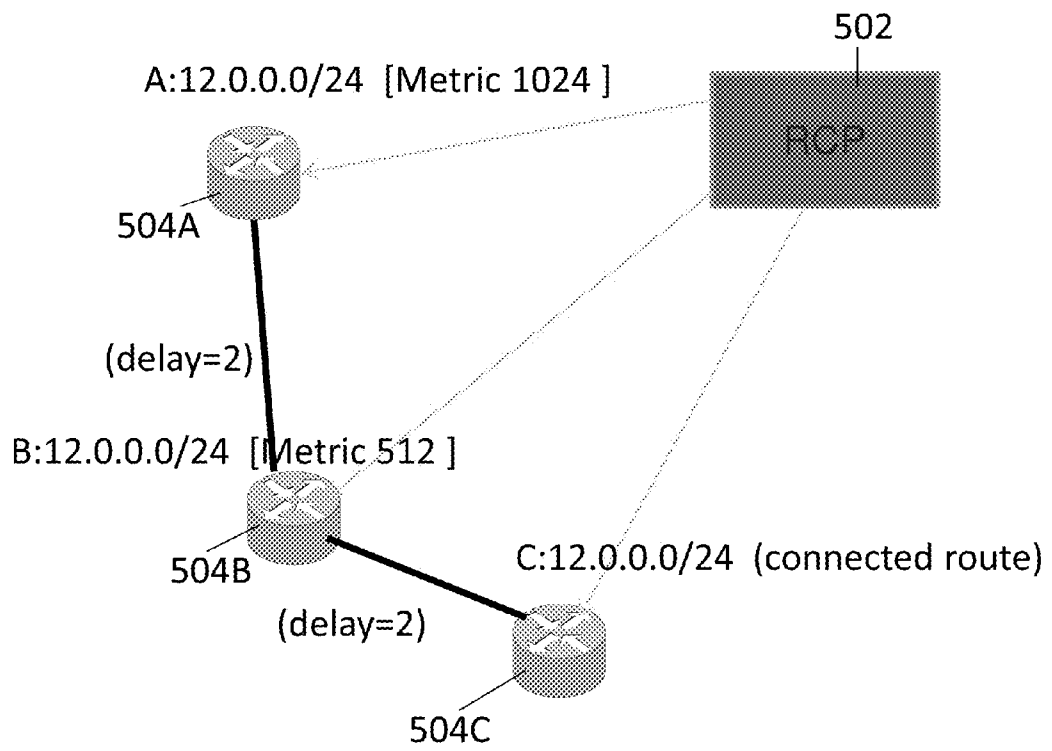 502
A:12.0.0.0/24 [Metric 1024 ]
RCP
504A
(delay=2)
B:12.0.0.0/24 [Metric 512 ]
504B
C:12.0.0.0/24 (connected route)
(delay=2)
504C